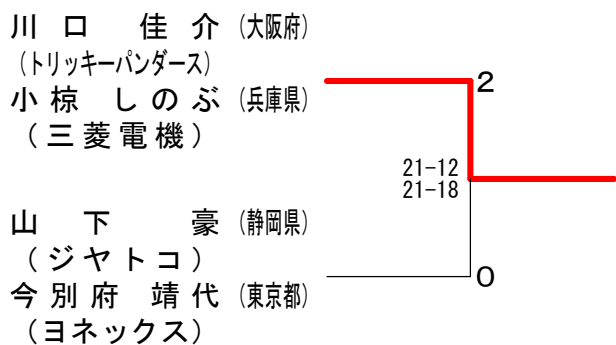 川口 佳介 (大阪府)
(トリッキーパンダース)
小椋 しのぶ (兵庫県)
(三菱電機)
2
21-12
21-18
山下 豪 (静岡県)
(ジヤトコ)
今別府 靖代 (東京都)
(ヨネックス)
0